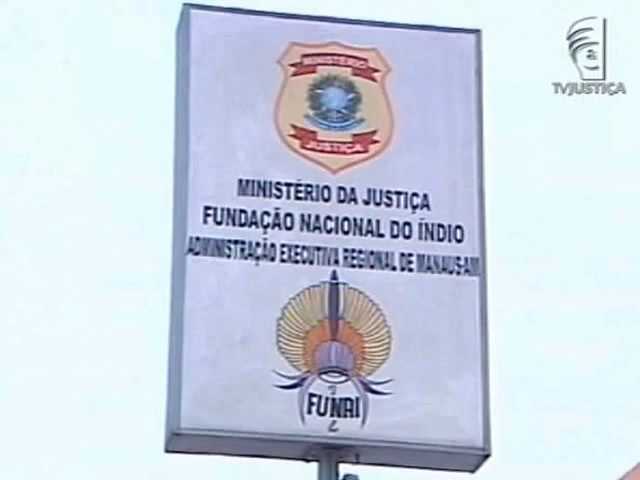 TVJUSTIÇA
MINISTÉRIO
JUSTIÇA
MINISTÉRIO DA JUSTIÇA
FUNDAÇÃO NACIONAL DO ÍNDIO
ADMINISTRAÇÃO EXECUTIVA REGIONAL DE MANAUS-AM
FUNAI